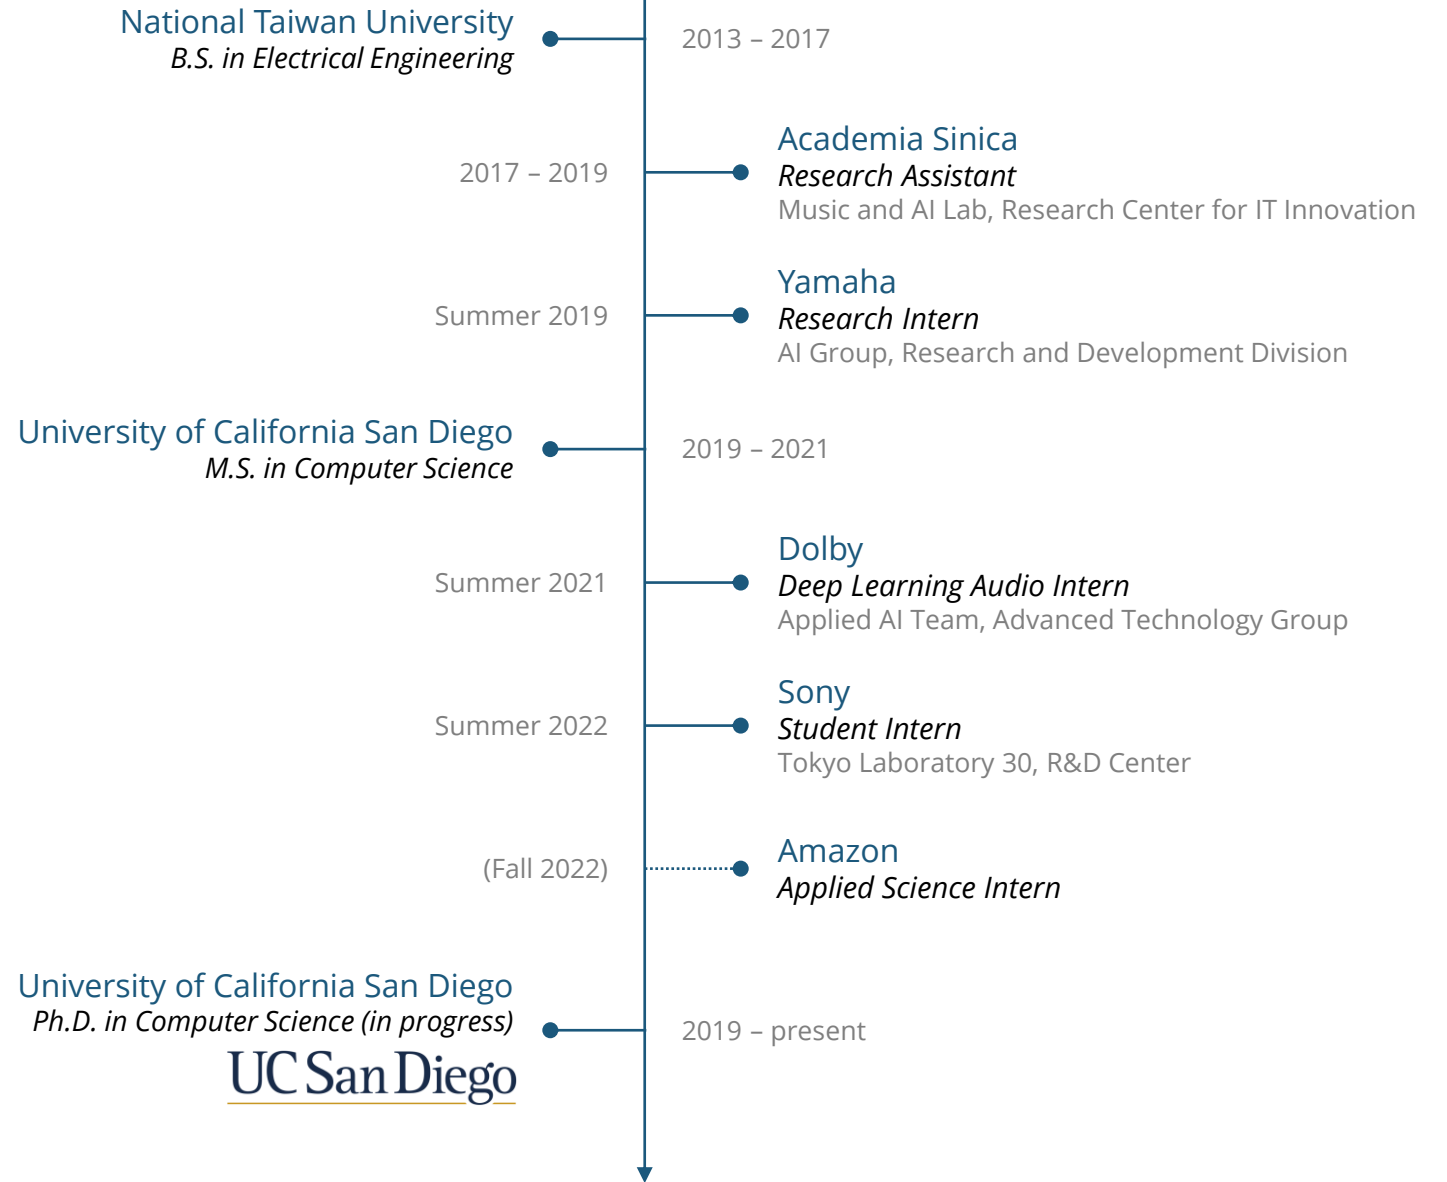 National Taiwan University
B.S. in Electrical Engineering
2013 – 2017
Academia Sinica
2017 – 2019
Research Assistant
Music and AI Lab, Research Center for IT Innovation
Yamaha
Summer 2019
Research Intern
AI Group, Research and Development Division
University of California San Diego
M.S. in Computer Science
2019 – 2021
Dolby
Summer 2021
Deep Learning Audio Intern
Applied AI Team, Advanced Technology Group
Sony
Summer 2022
Student Intern
Tokyo Laboratory 30, R&D Center
Amazon
(Fall 2022)
Applied Science Intern
University of California San Diego
Ph.D. in Computer Science (in progress)
2019 – present
UC San Diego